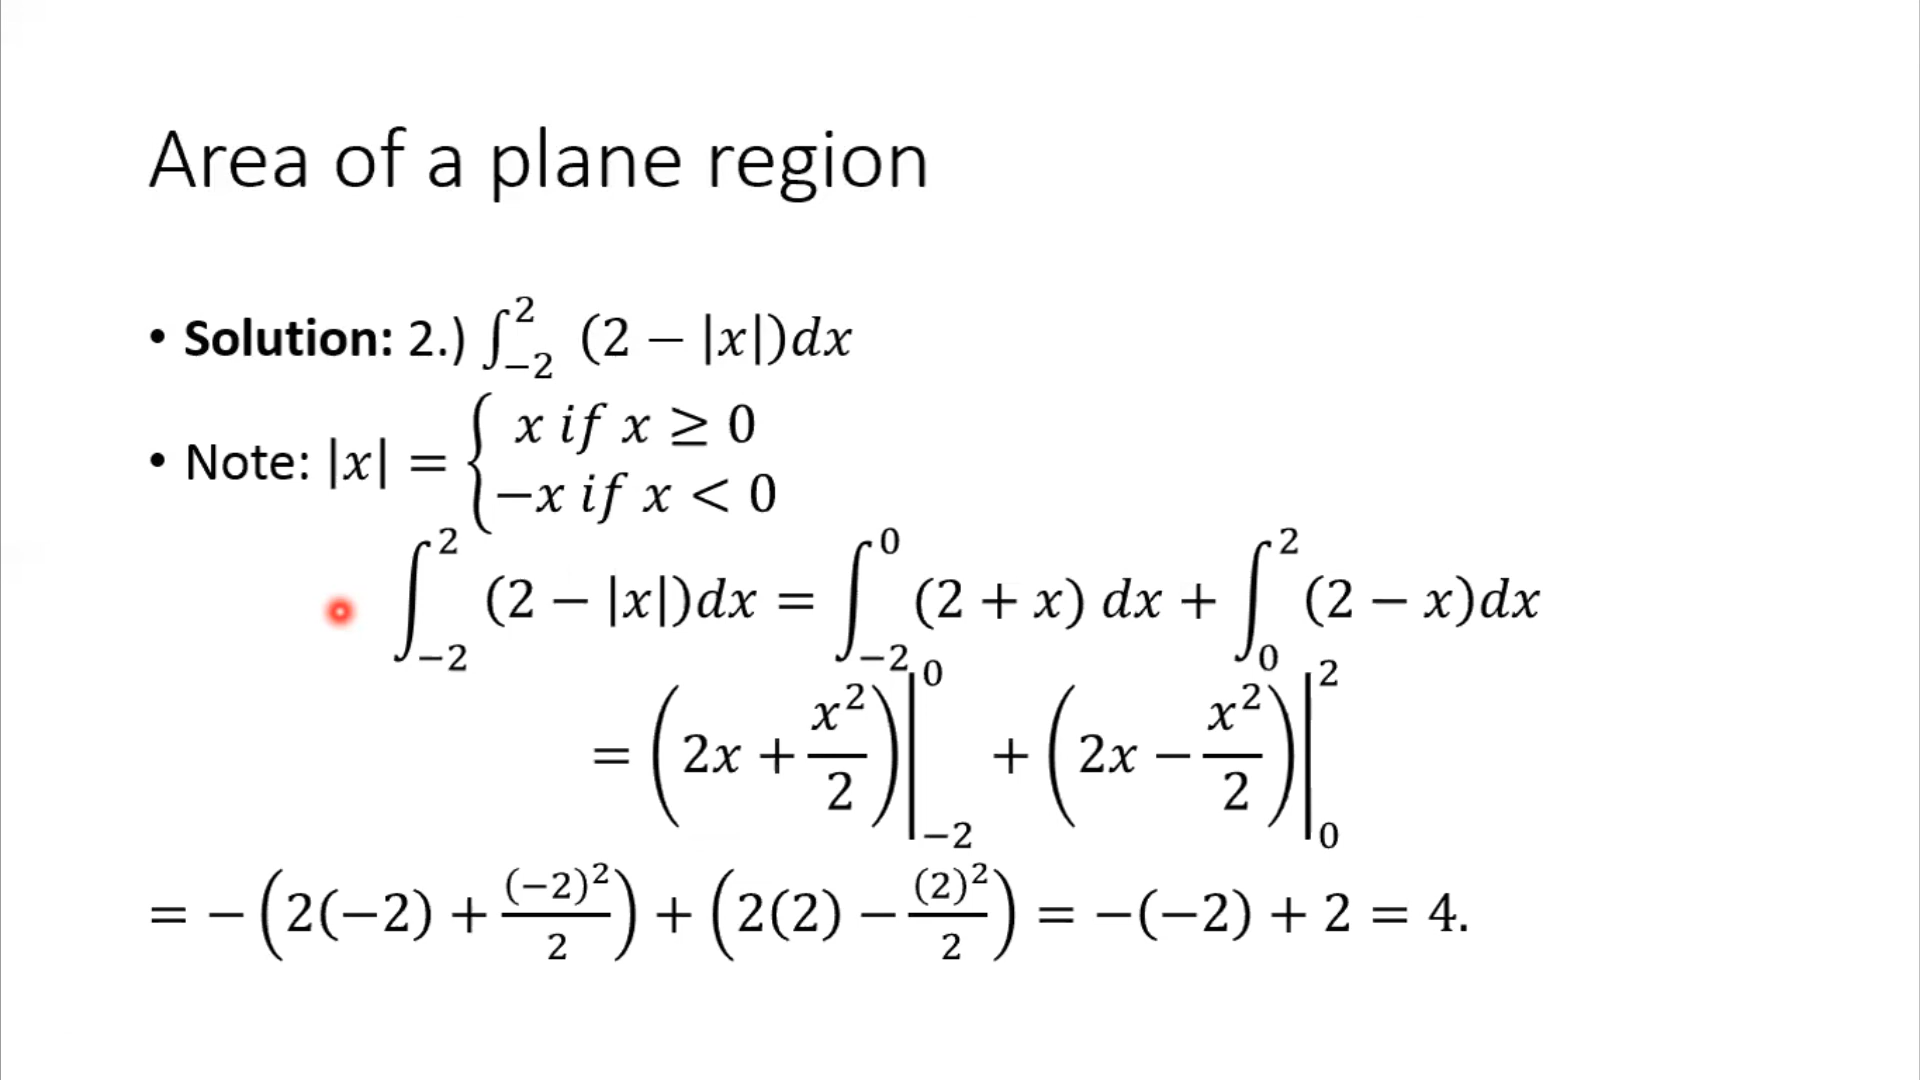 Area of a plane region
• Solution: 2.) ∫_{−2}^{2} (2 − |x|)dx
• Note: |x| = { x if x ≥ 0
−x if x < 0
∫_{−2}^{2} (2 − |x|)dx = ∫_{−2}^{0} (2 + x) dx + ∫_{0}^{2} (2 − x)dx
= (2x + x²/2)|_{−2}^{0} + (2x − x²/2)|_{0}^{2}
= −(2(−2) + (−2)²/2) + (2(2) − (2)²/2) = −(−2) + 2 = 4.